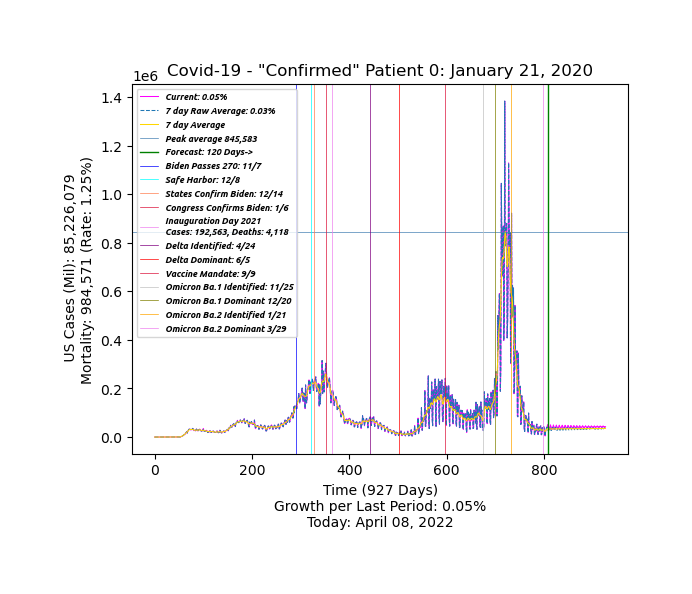 Covid-19 - "Confirmed" Patient 0: January 21, 2020
1e6
1.4
1.2
1.0
0.8
0.6
0.4
0.2
0.0
US Cases (Mil): 85,226,079
Mortality: 984,571 (Rate: 1.25%)
Current: 0.05%
7 day Raw Average: 0.03%
7 day Average
Peak average 845,583
Forecast: 120 Days->
Biden Passes 270: 11/7
Safe Harbor: 12/8
States Confirm Biden: 12/14
Congress Confirms Biden: 1/6
Inauguration Day 2021
Cases: 192,563, Deaths: 4,118
Delta Identified: 4/24
Delta Dominant: 6/5
Vaccine Mandate: 9/9
Omicron Ba.1 Identified: 11/25
Omicron Ba.1 Dominant 12/20
Omicron Ba.2 Identified 1/21
Omicron Ba.2 Dominant 3/29
0 200 400 600 800
Time (927 Days)
Growth per Last Period: 0.05%
Today: April 08, 2022